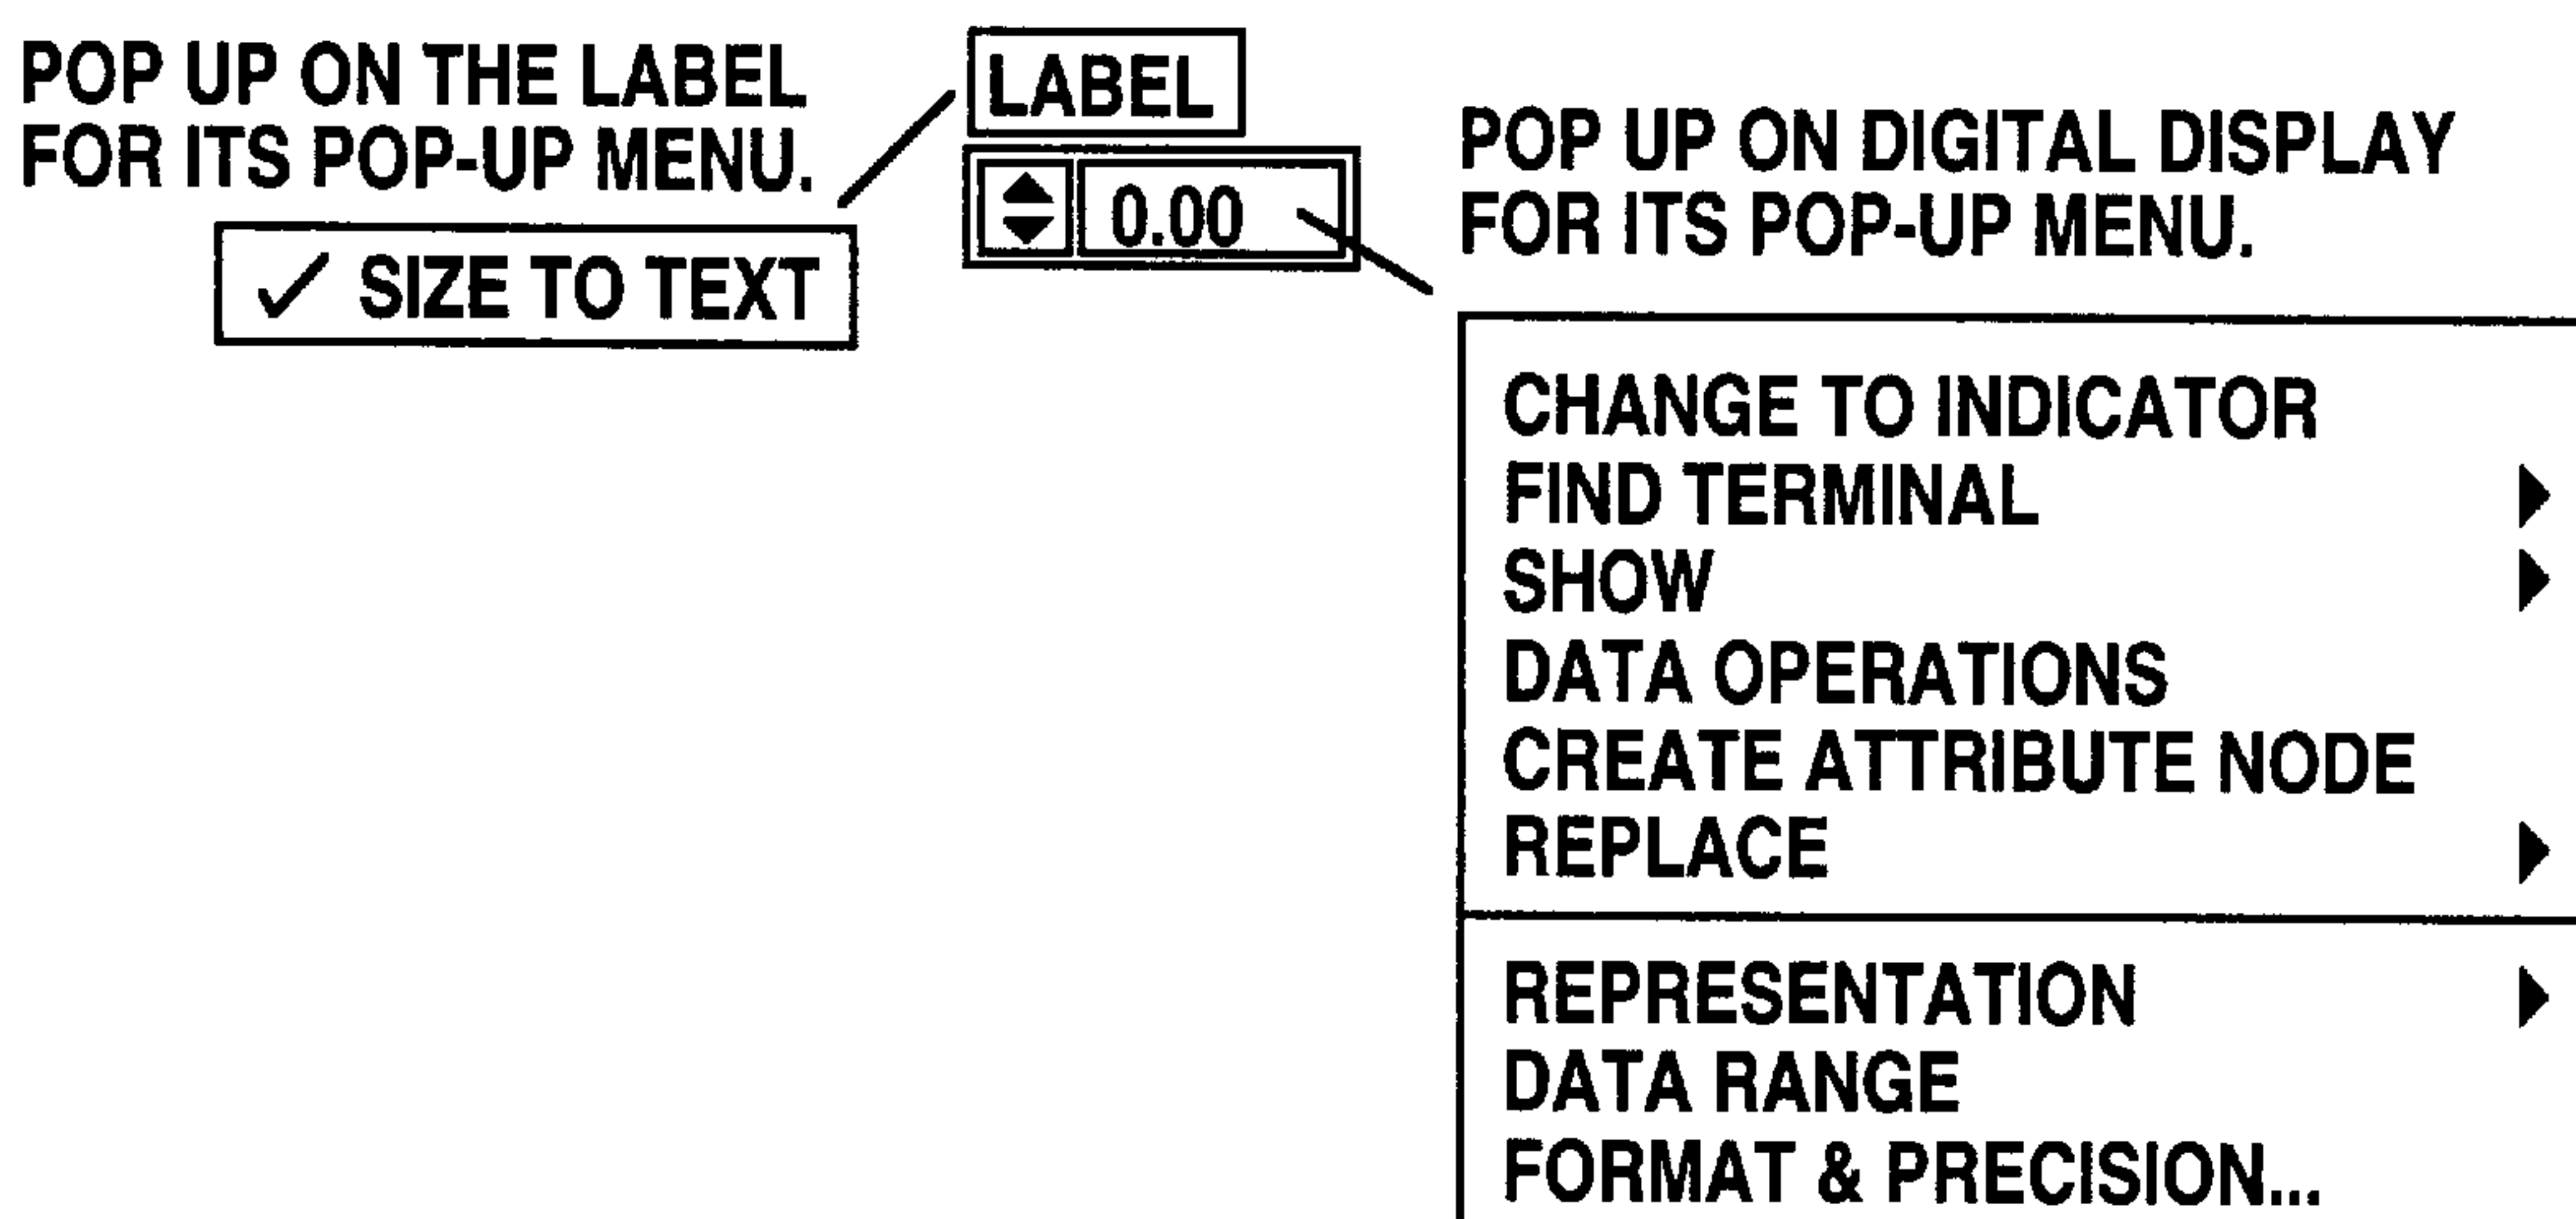 POP UP ON THE LABEL
FOR ITS POP-UP MENU.
✓ SIZE TO TEXT
LABEL
0.00
POP UP ON DIGITAL DISPLAY
FOR ITS POP-UP MENU.
CHANGE TO INDICATOR
FIND TERMINAL
SHOW
DATA OPERATIONS
CREATE ATTRIBUTE NODE
REPLACE
REPRESENTATION
DATA RANGE
FORMAT & PRECISION...